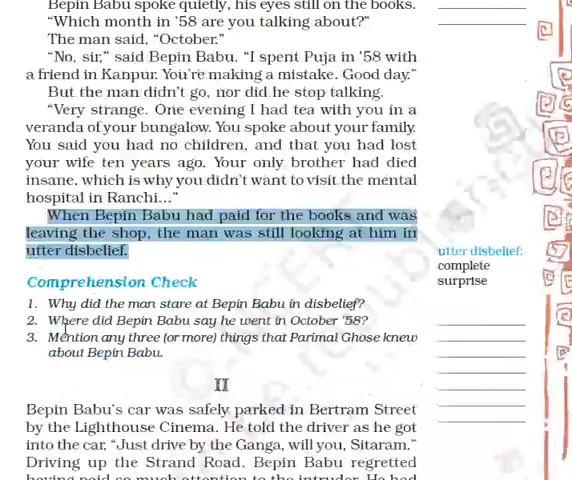 Bepin Babu spoke quietly, his eyes still on the books.
"Which month in '58 are you talking about?"
The man said, "October."
"No, sir," said Bepin Babu. "I spent Puja in '58 with
a friend in Kanpur. You're making a mistake. Good day."
But the man didn't go, nor did he stop talking.
"Very strange. One evening I had tea with you in a
veranda of your bungalow. You spoke about your family.
You said you had no children, and that you had lost
your wife ten years ago. Your only brother had died
insane, which is why you didn't want to visit the mental
hospital in Ranchi..."
When Bepin Babu had paid for the books and was
leaving the shop, the man was still looking at him in
utter disbelief.
utter disbelief:
complete
surprise
Comprehension Check
1. Why did the man stare at Bepin Babu in disbelief?
2. Where did Bepin Babu say he went in October '58?
3. Mention any three (or more) things that Parimal Ghose knew
about Bepin Babu.
II
Bepin Babu's car was safely parked in Bertram Street
by the Lighthouse Cinema. He told the driver as he got
into the car, "Just drive by the Ganga, will you, Sitaram."
Driving up the Strand Road, Bepin Babu regretted
having paid so much attention to the intruder. He had